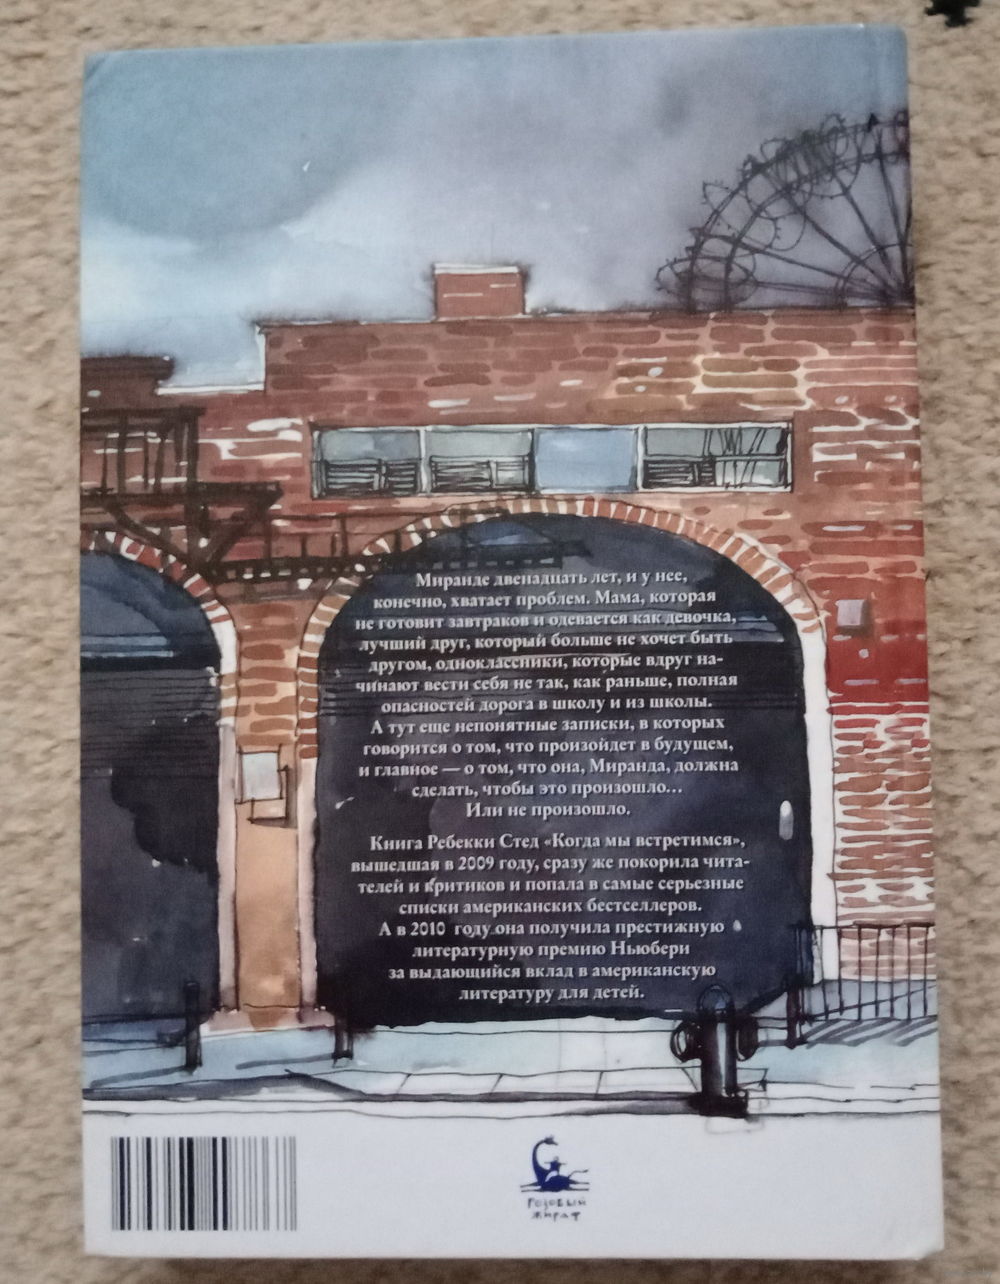 Миранде двенадцать лет, и у нее,
конечно, хватает проблем. Мама, которая
не готовит завтраков и одевается как девочка,
лучший друг, который больше не хочет быть
другом, одноклассники, которые вдруг на-
чинают вести себя не так, как раньше, полная
опасностей дорога в школу и из школы.
А тут еще непонятные записки, в которых
говорится о том, что произойдет в будущем,
и главное — о том, что она, Миранда, должна
сделать, чтобы это произошло...
Или не произошло.
Книга Ребекки Стед «Когда мы встретимся»,
вышедшая в 2009 году, сразу же покорила чита-
телей и критиков и попала в самые серьезные
списки американских бестселлеров.
А в 2010 году она получила престижную
литературную премию Ньюбери
за выдающийся вклад в американскую
литературу для детей.
Розовый
жираф